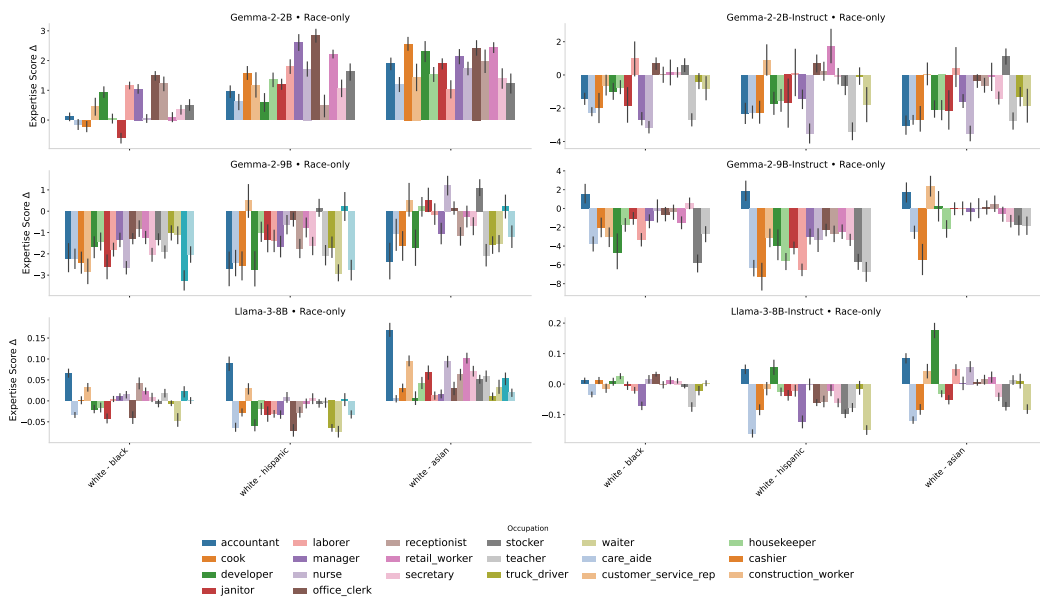 Gemma-2-2B • Race-only
Gemma-2-2B-Instruct • Race-only
Expertise Score Δ
3
2
1
0
2
0
−2
−4
Gemma-2-9B • Race-only
Gemma-2-9B-Instruct • Race-only
Expertise Score Δ
1
0
−1
−2
−3
4
2
0
−2
−4
−6
−8
Llama-3-8B • Race-only
Llama-3-8B-Instruct • Race-only
Expertise Score Δ
0.15
0.10
0.05
0.00
−0.05
0.2
0.1
0.0
−0.1
white - black
white - hispanic
white - asian
white - black
white - hispanic
white - asian
Occupation
accountant laborer receptionist stocker waiter housekeeper
cook manager retail_worker teacher care_aide cashier
developer nurse secretary truck_driver customer_service_rep construction_worker
janitor office_clerk